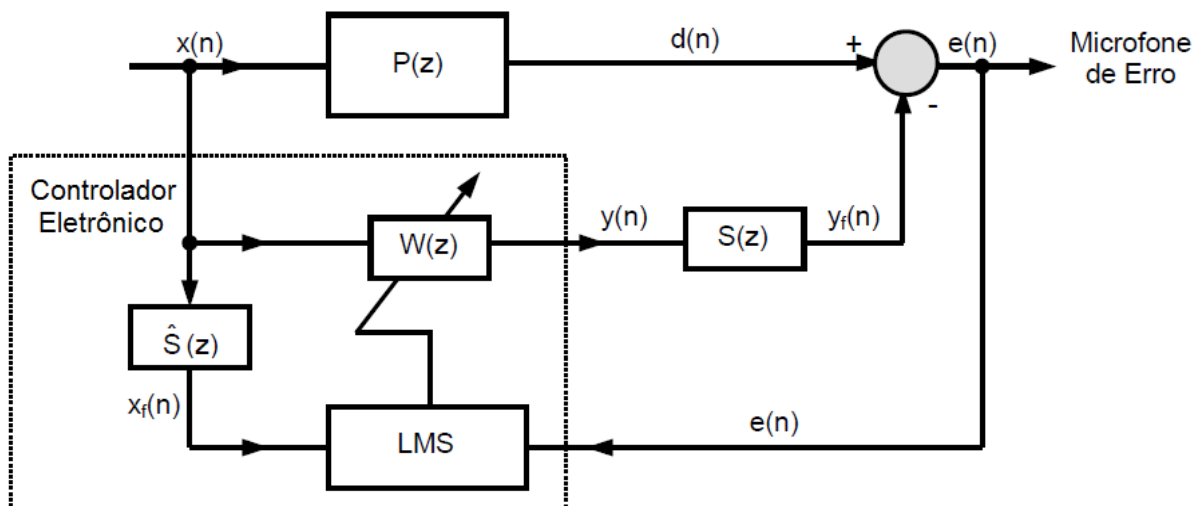 x(n)
P(z)
d(n)
+
e(n)
Microfone
de Erro
-
Controlador
Eletrônico
W(z)
y(n)
S(z)
yf(n)
Ŝ(z)
xf(n)
LMS
e(n)